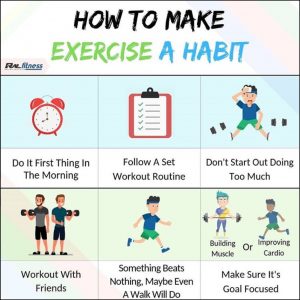 HOW TO MAKE
EXERCISE A HABIT
fitness
Do It First Thing In
The Morning
Follow A Set
Workout Routine
Don't Start Out Doing
Too Much
Building
Muscle
Or
Improving
Cardio
Workout With
Friends
Something Beats
Nothing, Maybe Even
A Walk Will Do
Make Sure It's
Goal Focused